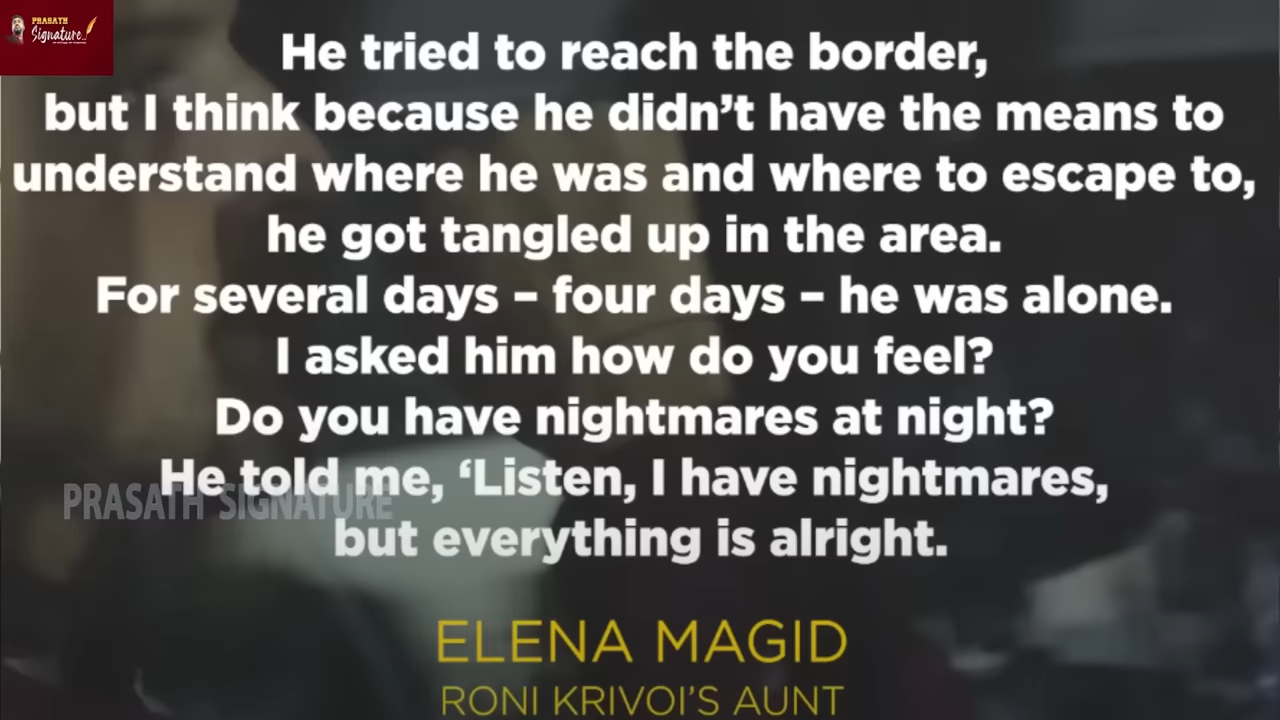 PRASATH
Signature
He tried to reach the border,
but I think because he didn’t have the means to
understand where he was and where to escape to,
he got tangled up in the area.
For several days – four days – he was alone.
I asked him how do you feel?
Do you have nightmares at night?
He told me, ‘Listen, I have nightmares,
PRASATH SIGNATURE
but everything is alright.
ELENA MAGID
RONI KRIVOI’S AUNT